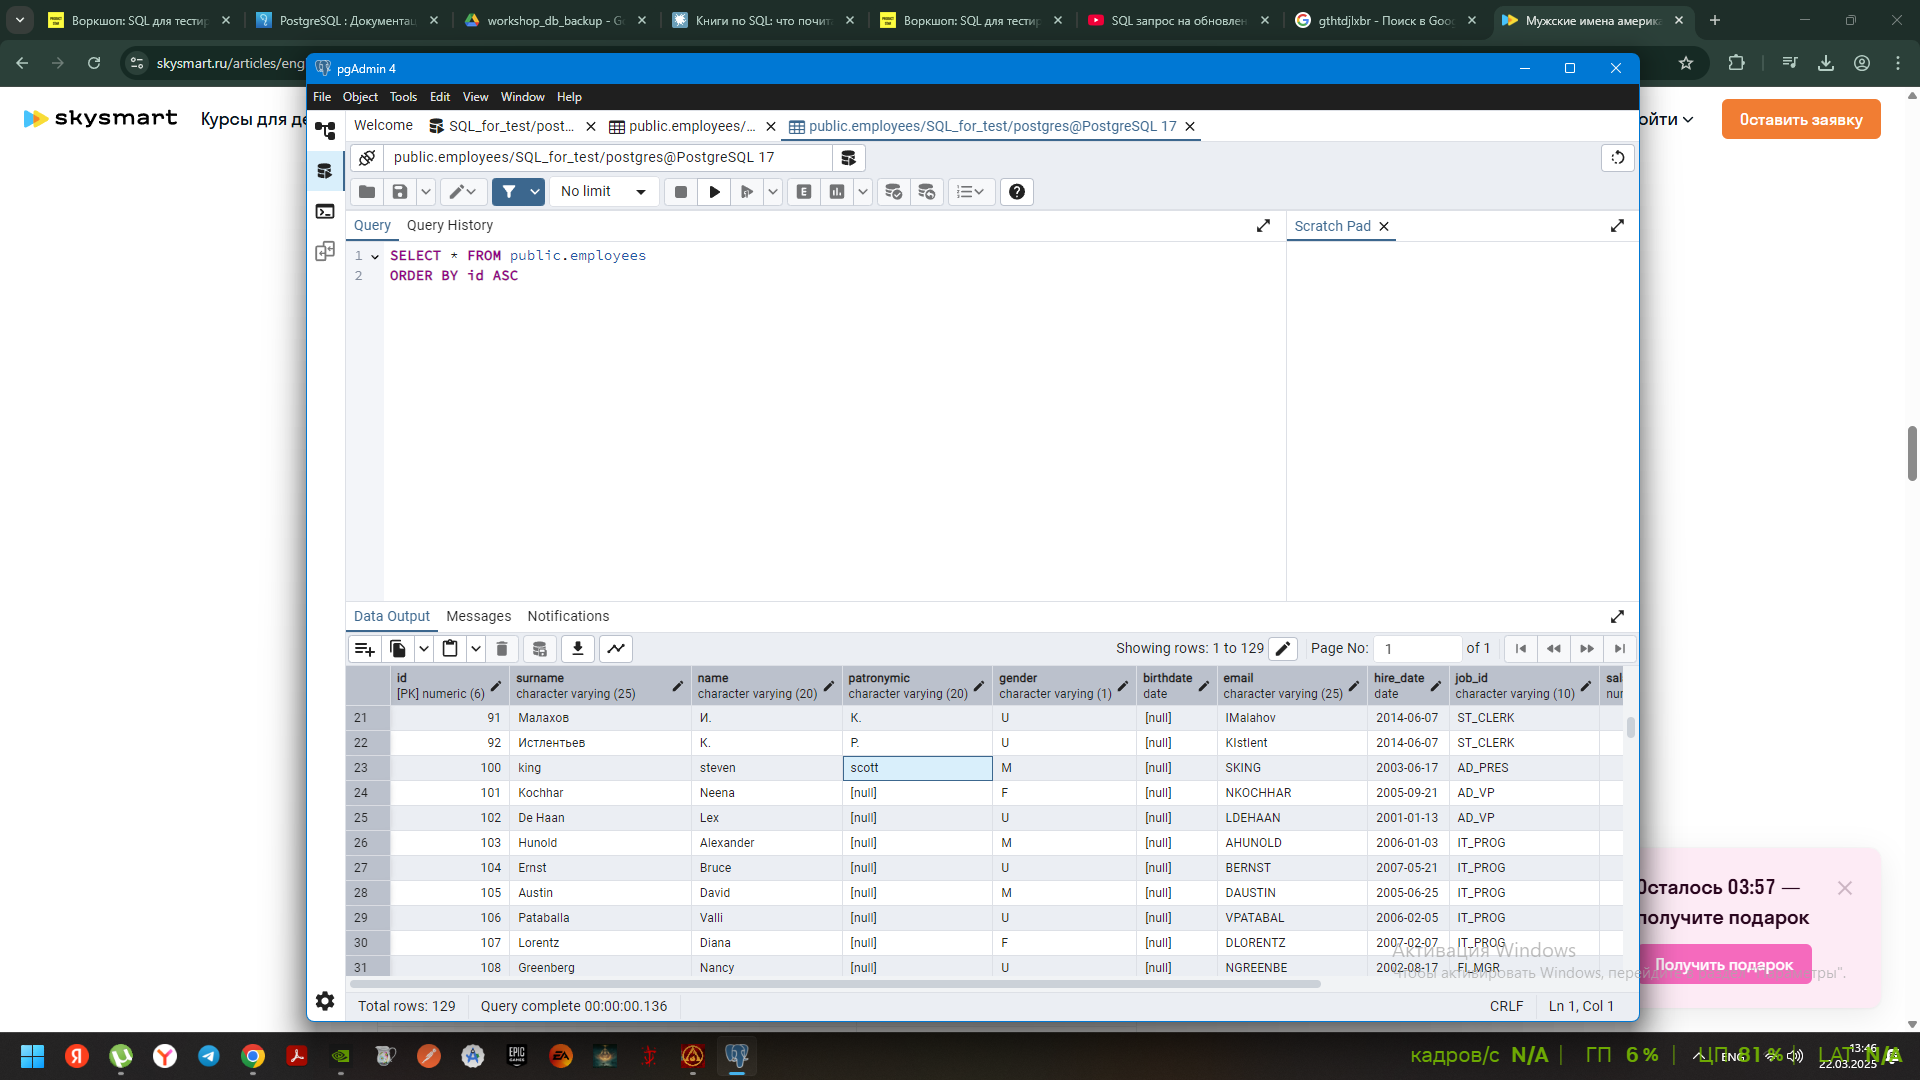 Воркшоп: SQL для тестир
PostgreSQL : Документац
workshop_db_backup - Go
Книги по SQL: что почита
Воркшоп: SQL для тестир
SQL запрос на обновлен
gthtdjlxbr - Поиск в Goog
Мужские имена америка
skysmart.ru/articles/eng
pgAdmin 4
File Object Tools Edit View Window Help
skysmart
Курсы для де
ойти
Оставить заявку
Welcome
SQL_for_test/post...
public.employees/...
public.employees/SQL_for_test/postgres@PostgreSQL 17
public.employees/SQL_for_test/postgres@PostgreSQL 17
No limit
E
Query Query History
Scratch Pad
1 SELECT * FROM public.employees
2 ORDER BY id ASC
Data Output Messages Notifications
Showing rows: 1 to 129
Page No: 1 of 1
id surname name patronymic gender birthdate email hire_date job_id sal
[PK] numeric (6) character varying (25) character varying (20) character varying (20) character varying (1) date character varying (25) date character varying (10) nu
21 91 Малахов И. К. U [null] IMalahov 2014-06-07 ST_CLERK
22 92 Истлентьев К. Р. U [null] KIstlent 2014-06-07 ST_CLERK
23 100 king steven scott M [null] SKING 2003-06-17 AD_PRES
24 101 Kochhar Neena [null] F [null] NKOCHHAR 2005-09-21 AD_VP
25 102 De Haan Lex [null] U [null] LDEHAAN 2001-01-13 AD_VP
26 103 Hunold Alexander [null] M [null] AHUNOLD 2006-01-03 IT_PROG
27 104 Ernst Bruce [null] U [null] BERNST 2007-05-21 IT_PROG
28 105 Austin David [null] M [null] DAUSTIN 2005-06-25 IT_PROG
29 106 Pataballa Valli [null] U [null] VPATABAL 2006-02-05 IT_PROG
30 107 Lorentz Diana [null] F [null] DLORENTZ 2007-02-07 IT_PROG
31 108 Greenberg Nancy [null] U [null] NGREENBE 2002-08-17 FI_MGR
Осталось 03:57 —
получите подарок
Получить подарок
Активация Windows
Чтобы активировать Windows, перейди
Total rows: 129
Query complete 00:00:00.136
CRLF
Ln 1, Col 1
EPIC GAMES
EA
кадров/с N/A
ГП 6 %
ЦП 81 %
ENG
LAT N/A
13:46
22.03.2025